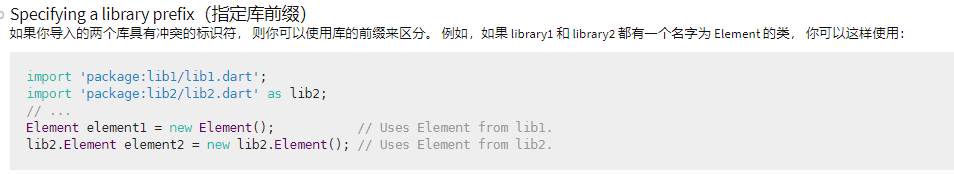 Specifying a library prefix（指定库前缀）
如果你导入的两个库具有冲突的标识符， 则你可以使用库的前缀来区分。 例如，如果 library1 和 library2 都有一个名字为 Element 的类， 你可以这样使用：
import 'package:lib1/lib1.dart';
import 'package:lib2/lib2.dart' as lib2;
// ...
Element element1 = new Element();           // Uses Element from lib1.
lib2.Element element2 = new lib2.Element(); // Uses Element from lib2.